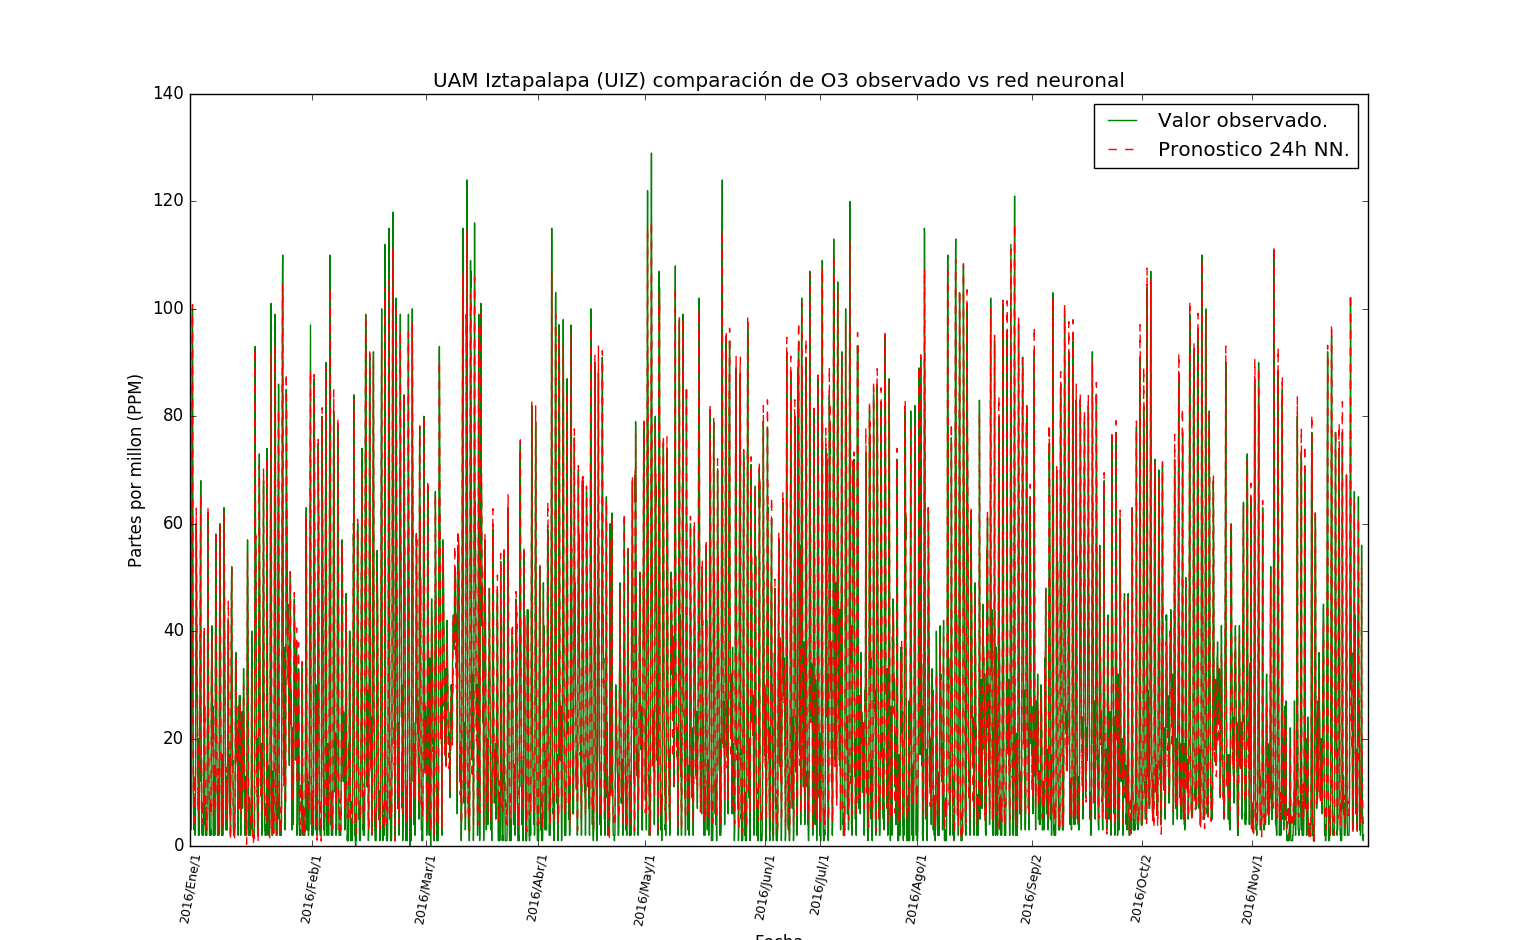 UAM Iztapalapa (UIZ) comparación de O3 observado vs red neuronal
Valor observado.
Pronostico 24h NN.
Partes por millon (PPM)
140
120
100
80
60
40
20
0
2016/Ene/1
2016/Feb/1
2016/Mar/1
2016/Abr/1
2016/May/1
2016/Jun/1
2016/Jul/1
2016/Ago/1
2016/Sep/2
2016/Oct/2
2016/Nov/1
Fecha